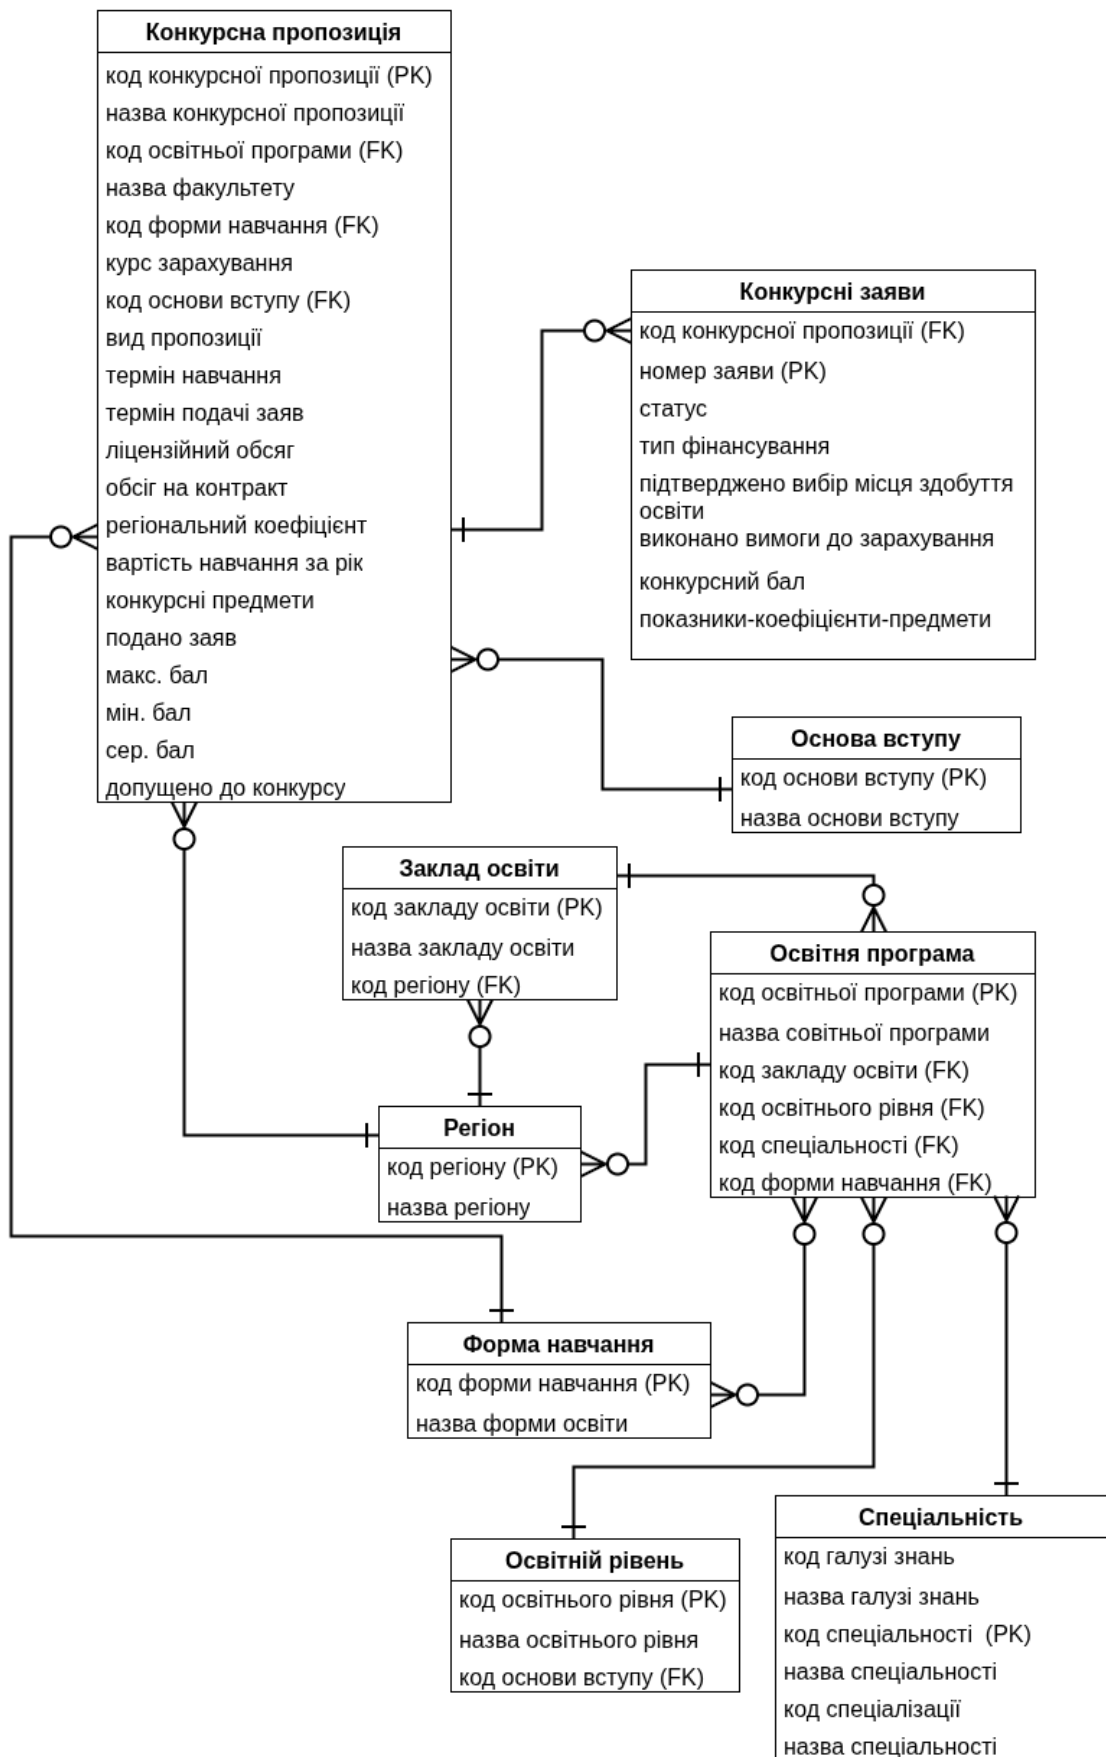 Конкурсна пропозиція
код конкурсної пропозиції (PK)
назва конкурсної пропозиції
код освітньої програми (FK)
назва факультету
код форми навчання (FK)
курс зарахування
код основи вступу (FK)
вид пропозиції
термін навчання
термін подачі заяв
ліцензійний обсяг
обсіг на контракт
регіональний коефіцієнт
вартість навчання за рік
конкурсні предмети
подано заяв
макс. бал
мін. бал
сер. бал
допущено до конкурсу
Конкурсні заяви
код конкурсної пропозиції (FK)
номер заяви (PK)
статус
тип фінансування
підтверджено вибір місця здобуття
освіти
виконано вимоги до зарахування
конкурсний бал
показники-коефіцієнти-предмети
Основа вступу
код основи вступу (PK)
назва основи вступу
Заклад освіти
код закладу освіти (PK)
назва закладу освіти
код регіону (FK)
Освітня програма
код освітньої програми (PK)
назва совітньої програми
код закладу освіти (FK)
код освітнього рівня (FK)
код спеціальності (FK)
код форми навчання (FK)
Регіон
код регіону (PK)
назва регіону
Форма навчання
код форми навчання (PK)
назва форми освіти
Освітній рівень
код освітнього рівня (PK)
назва освітнього рівня
код основи вступу (FK)
Спеціальність
код галузі знань
назва галузі знань
код спеціальності (PK)
назва спеціальності
код спеціалізації
назва спеціальності